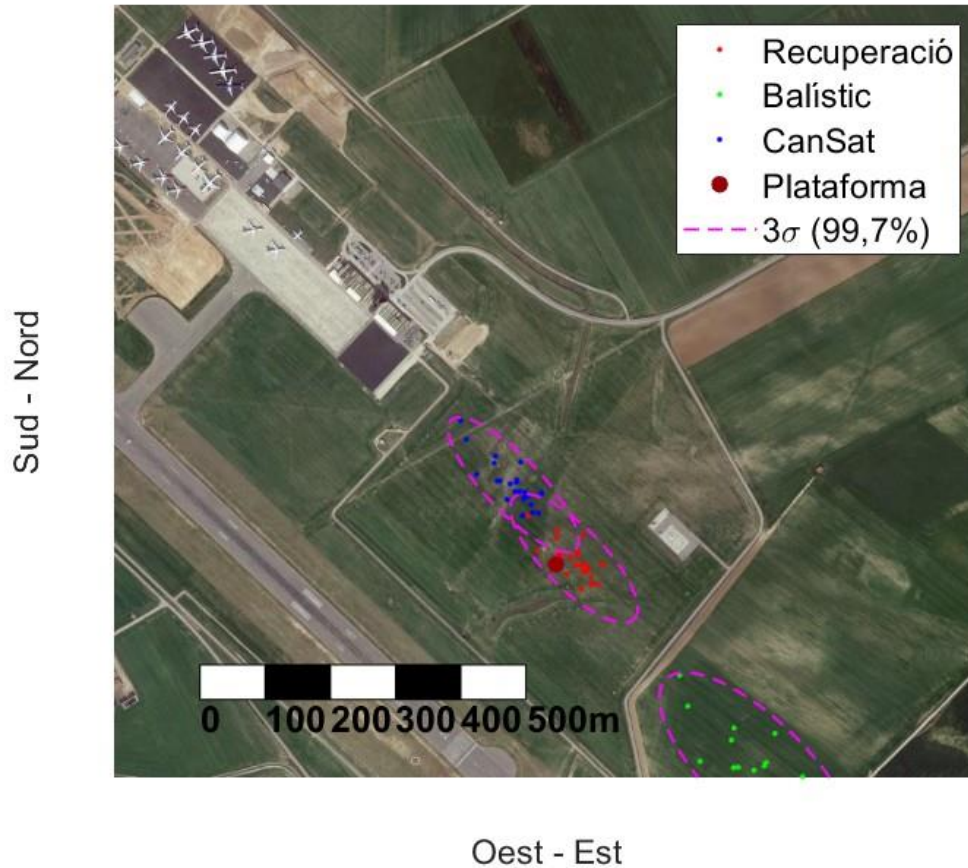 Recuperació
Balístic
CanSat
Plataforma
3σ (99,7%)
Sud - Nord
0 100 200 300 400 500m
Oest - Est